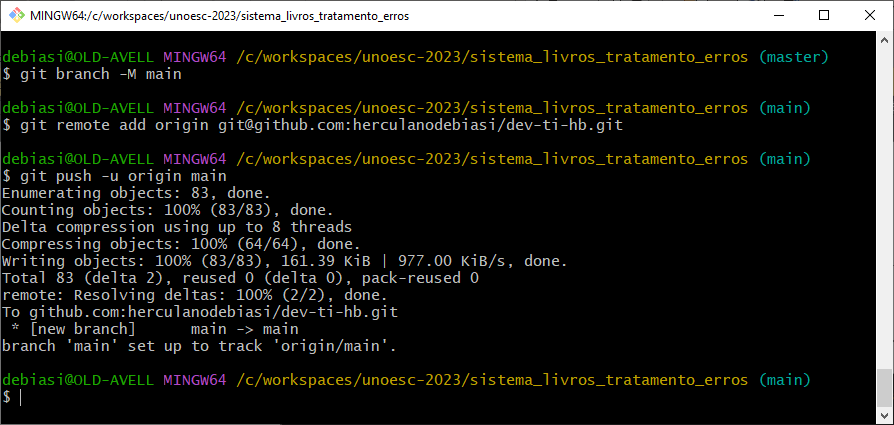 MINGW64:/c/workspaces/unoesc-2023/sistema_livros_tratamento_erros
debiasi@OLD-AVELL MINGW64 /c/workspaces/unoesc-2023/sistema_livros_tratamento_erros (master)
$ git branch -M main
debiasi@OLD-AVELL MINGW64 /c/workspaces/unoesc-2023/sistema_livros_tratamento_erros (main)
$ git remote add origin git@github.com:herculanodebiasi/dev-ti-hb.git
debiasi@OLD-AVELL MINGW64 /c/workspaces/unoesc-2023/sistema_livros_tratamento_erros (main)
$ git push -u origin main
Enumerating objects: 83, done.
Counting objects: 100% (83/83), done.
Delta compression using up to 8 threads
Compressing objects: 100% (64/64), done.
Writing objects: 100% (83/83), 161.39 KiB | 977.00 KiB/s, done.
Total 83 (delta 2), reused 0 (delta 0), pack-reused 0
remote: Resolving deltas: 100% (2/2), done.
To github.com:herculanodebiasi/dev-ti-hb.git
 * [new branch]      main -> main
branch 'main' set up to track 'origin/main'.
debiasi@OLD-AVELL MINGW64 /c/workspaces/unoesc-2023/sistema_livros_tratamento_erros (main)
$